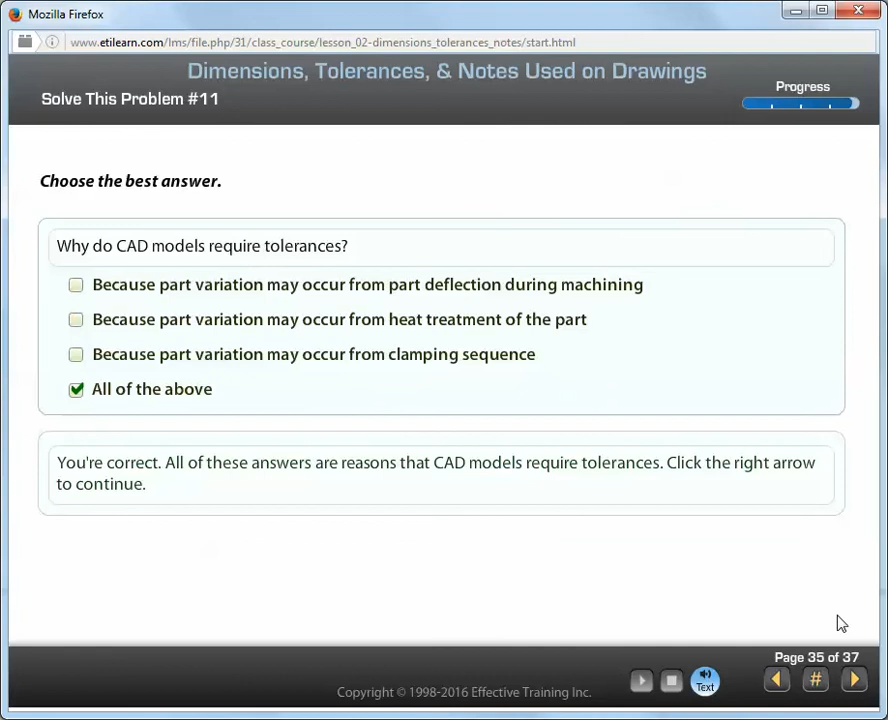 Mozilla Firefox
www.etilearn.com/lms/file.php/31/class_course/lesson_02-dimensions_tolerances_notes/start.html
Dimensions, Tolerances, & Notes Used on Drawings
Solve This Problem #11
Progress
Choose the best answer.
Why do CAD models require tolerances?
Because part variation may occur from part deflection during machining
Because part variation may occur from heat treatment of the part
Because part variation may occur from clamping sequence
All of the above
You're correct. All of these answers are reasons that CAD models require tolerances. Click the right arrow
to continue.
Page 35 of 37
Text
#
Copyright © 1998-2016 Effective Training Inc.